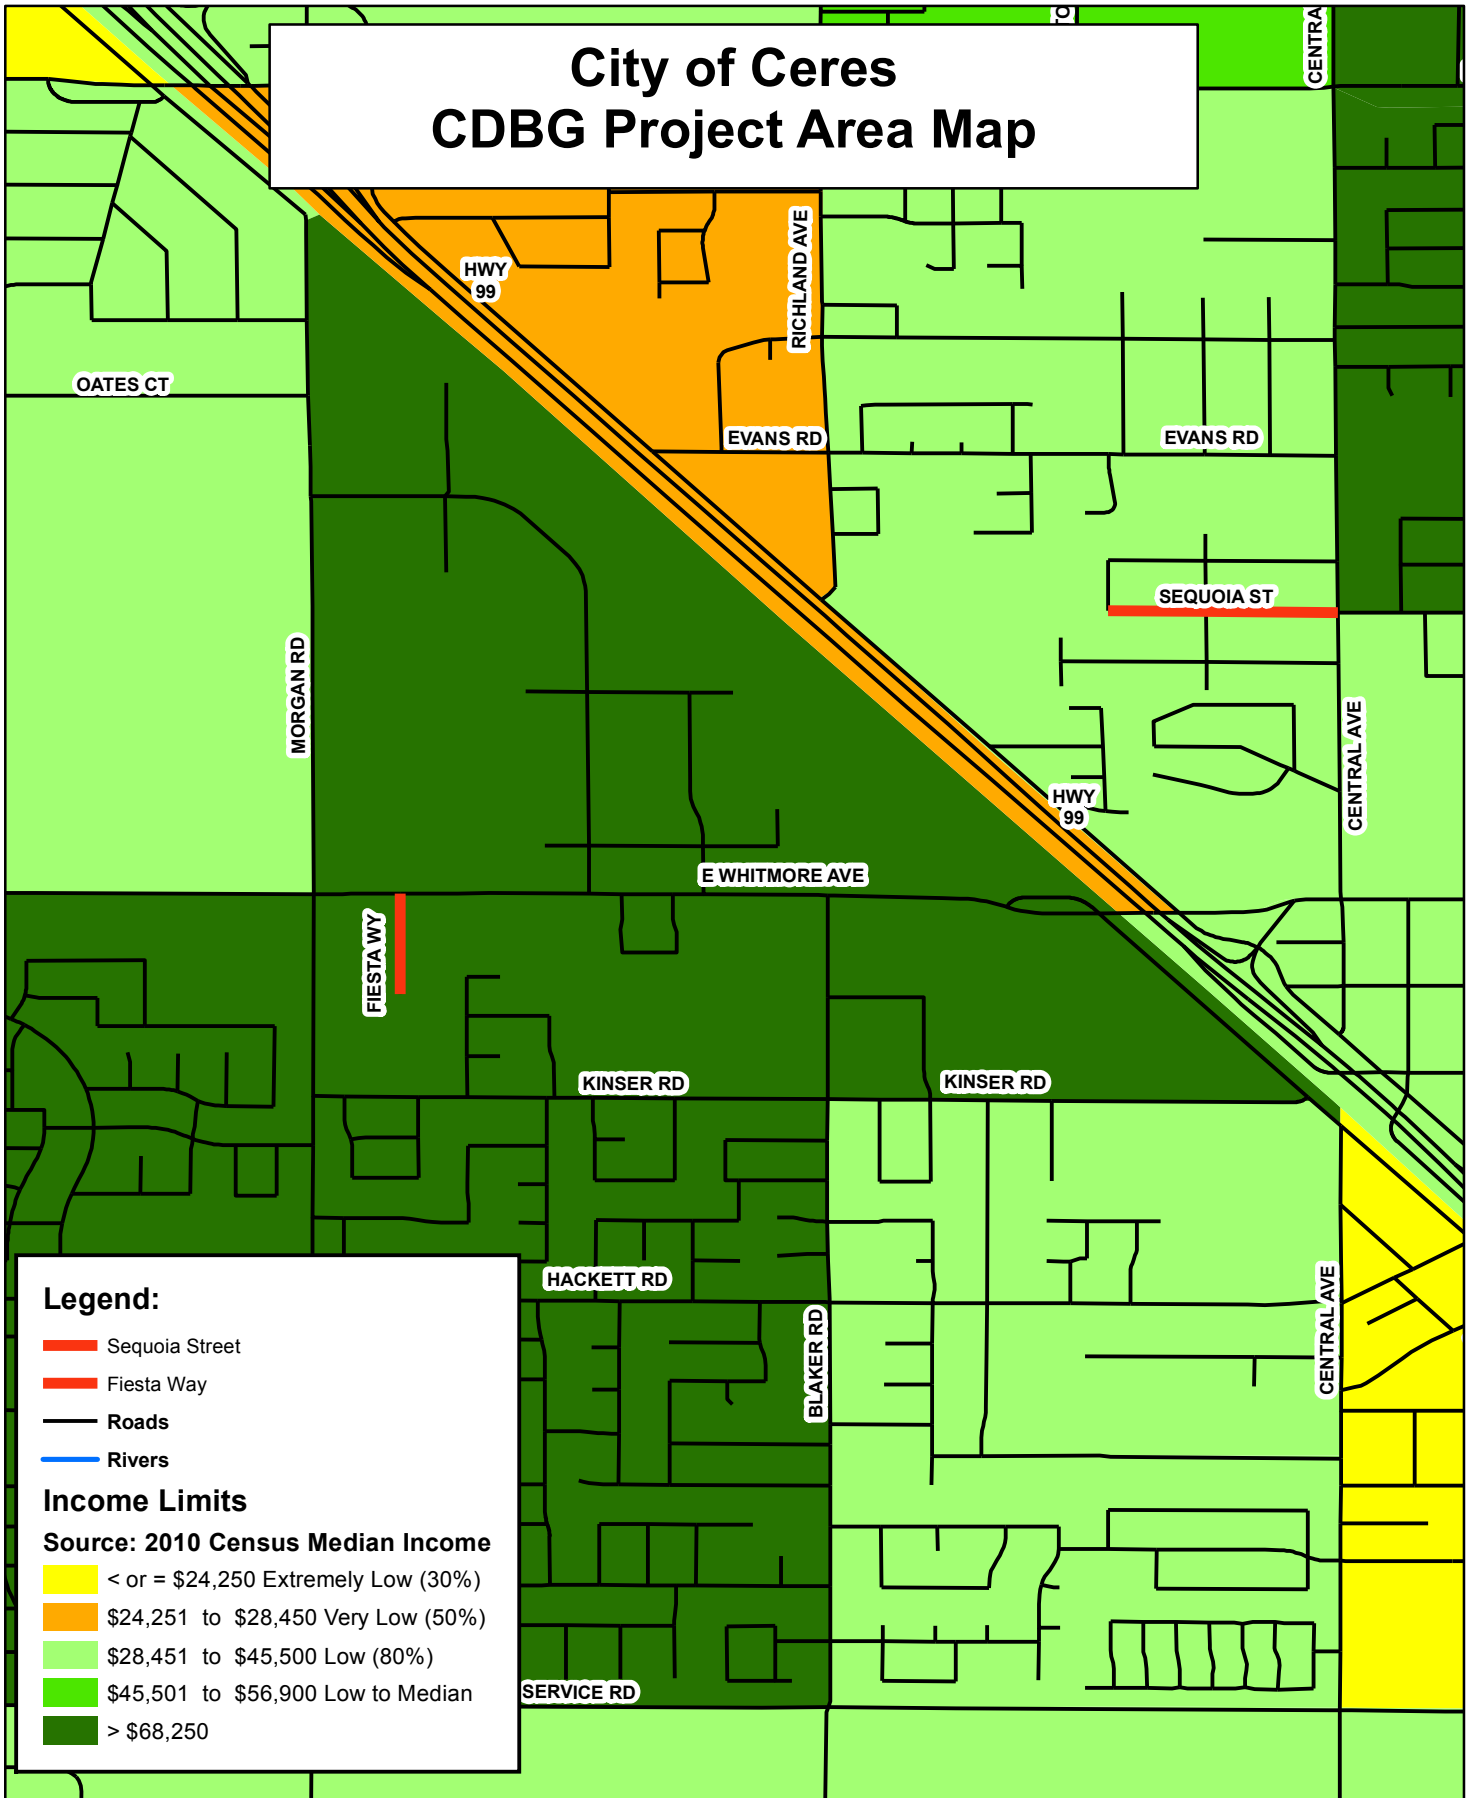 City of Ceres
CDBG Project Area Map
CENTRA
HWY
99
RICHLAND AVE
OATES CT
EVANS RD
EVANS RD
SEQUOIA ST
MORGAN RD
CENTRAL AVE
HWY
99
E WHITMORE AVE
FIESTA WY
KINSER RD
KINSER RD
HACKETT RD
BLAKER RD
CENTRAL AVE
SERVICE RD
Legend:
Sequoia Street
Fiesta Way
Roads
Rivers
Income Limits
Source: 2010 Census Median Income
< or = $24,250 Extremely Low (30%)
$24,251 to $28,450 Very Low (50%)
$28,451 to $45,500 Low (80%)
$45,501 to $56,900 Low to Median
> $68,250